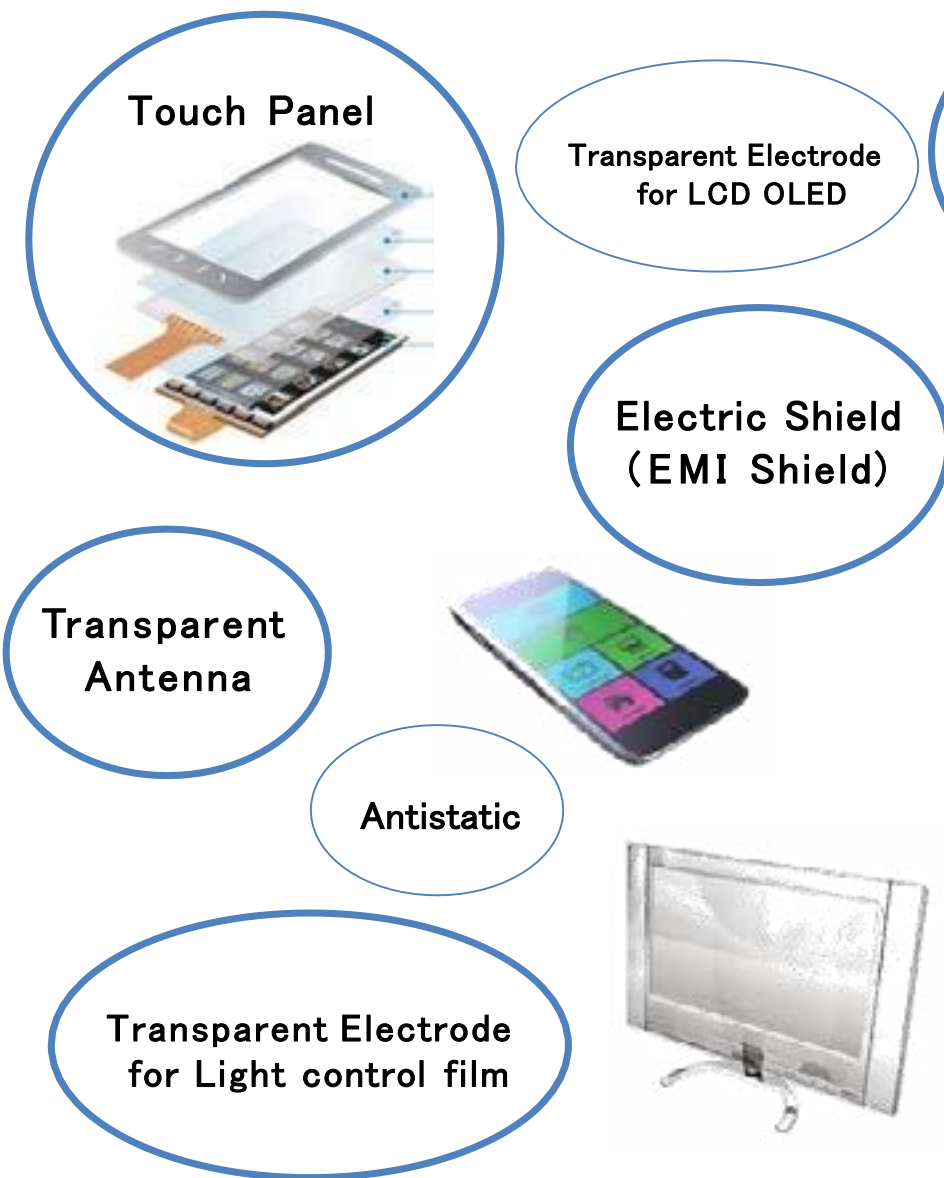 Touch Panel
Transparent Electrode
for LCD OLED
Electric Shield
(EMI Shield)
Transparent
Antenna
Antistatic
Transparent Electrode
for Light control film